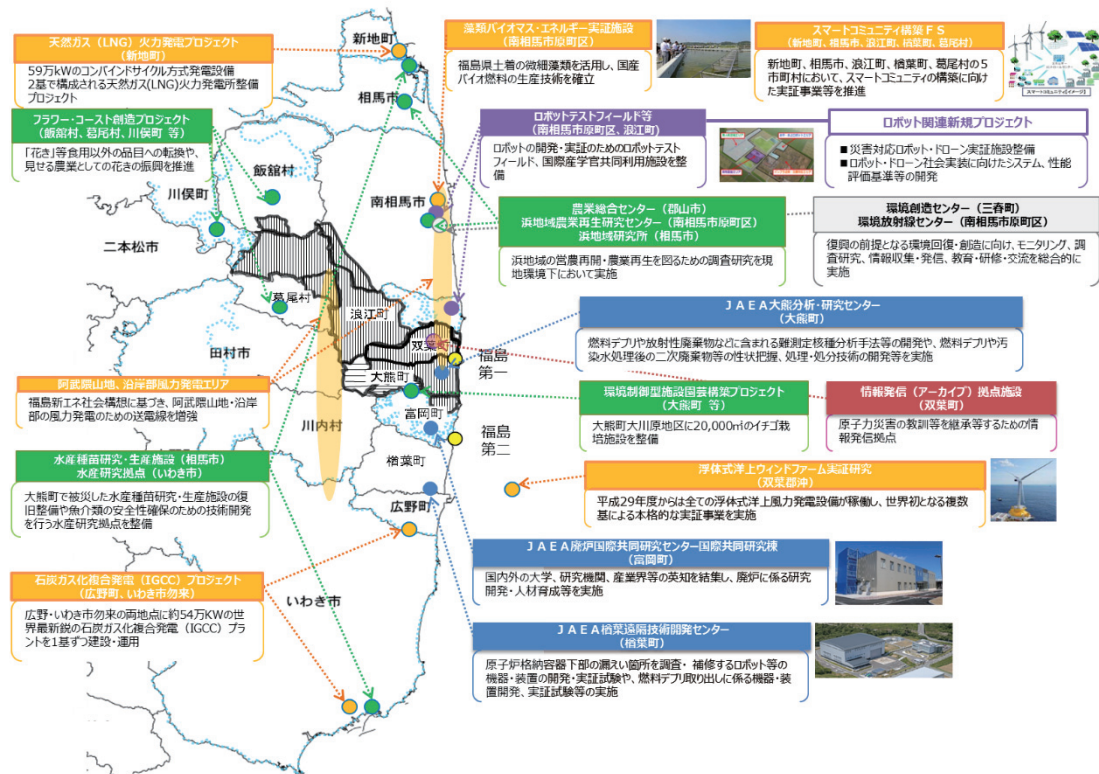 天然ガス（LNG）火力発電プロジェクト
（新地町）
59万kWのコンバインドサイクル方式発電設備
2基で構成される天然ガス(LNG)火力発電所整備
プロジェクト
フラワー・コースト創造プロジェクト
（飯舘村、葛尾村、川俣町 等）
「花き」等食用以外の品目への転換や、
見せる農業としての花きの振興を推進
阿武隈山地、沿岸部風力発電エリア
福島新エネ社会構想に基づき、阿武隈山地・沿岸
部の風力発電のための送電線を増強
水産種苗研究・生産施設（相馬市）
水産研究拠点（いわき市）
大熊町で被災した水産種苗研究・生産施設の復
旧整備や魚介類の安全性確保のための技術開発
を行う水産研究拠点を整備
石炭ガス化複合発電（IGCC）プロジェクト
（広野町、いわき市勿来）
広野・いわき市勿来の両地点に約54万KWの世
界最新鋭の石炭ガス化複合発電（IGCC）プラ
ントを1基ずつ建設・運用
新地町
相馬市
飯舘村
川俣町
二本松市
南相馬市
葛尾村
浪江町
双葉町
田村市
大熊町
福島
第一
富岡町
川内村
福島
第二
楢葉町
広野町
いわき市
藻類バイオマス・エネルギー実証施設
（南相馬市原町区）
福島県土着の微細藻類を活用し、国産
バイオ燃料の生産技術を確立
スマートコミュニティ構築ＦＳ
（新地町、相馬市、浪江町、楢葉町、葛尾村）
新地町、相馬市、浪江町、楢葉町、葛尾村の５
市町村において、スマートコミュニティの構築に向け
た実証事業等を推進
スマートコミュニティ【イメージ】
ロボットテストフィールド等
（南相馬市原町区、浪江町）
ロボットの開発・実証のためのロボットテスト
フィールド、国際産学官共同利用施設を整
備
ロボット関連新規プロジェクト
■災害対応ロボット・ドローン実証施設整備
■ロボット・ドローン社会実装に向けたシステム、性能
評価基準等の開発
農業総合センター（郡山市）
浜地域農業再生研究センター（南相馬市原町区）
浜地域研究所（相馬市）
浜地域の営農再開・農業再生を図るための調査研究を現
地環境下において実施
環境創造センター（三春町）
環境放射線センター（南相馬市原町区）
復興の前提となる環境回復・創造に向け、モニタリング、調
査研究、情報収集・発信、教育・研修・交流を総合的に
実施
ＪＡＥＡ大熊分析・研究センター
（大熊町）
燃料デブリや放射性廃棄物などに含まれる難測定核種分析手法等の開発や、燃料デブリや汚
染水処理後の二次廃棄物等の性状把握、処理・処分技術の開発等を実施
環境制御型施設園芸構築プロジェクト
（大熊町 等）
大熊町大川原地区に20,000㎡のイチゴ栽
培施設を整備
情報発信（アーカイブ）拠点施設
（双葉町）
原子力災害の教訓等を継承等するための情
報発信拠点
浮体式洋上ウィンドファーム実証研究
（双葉郡沖）
平成29年度からは全ての浮体式洋上風力発電設備が稼働し、世界初となる複数
基による本格的な実証事業を実施
ＪＡＥＡ廃炉国際共同研究センター国際共同研究棟
（富岡町）
国内外の大学、研究機関、産業界等の英知を結集し、廃炉に係る研究
開発・人材育成等を実施
ＪＡＥＡ楢葉遠隔技術開発センター
（楢葉町）
原子炉格納容器下部の漏えい箇所を調査・ 補修するロボット等の
機器・装置の開発・実証試験や、燃料デブリ取り出しに係る機器・装
置開発、実証試験等の実施